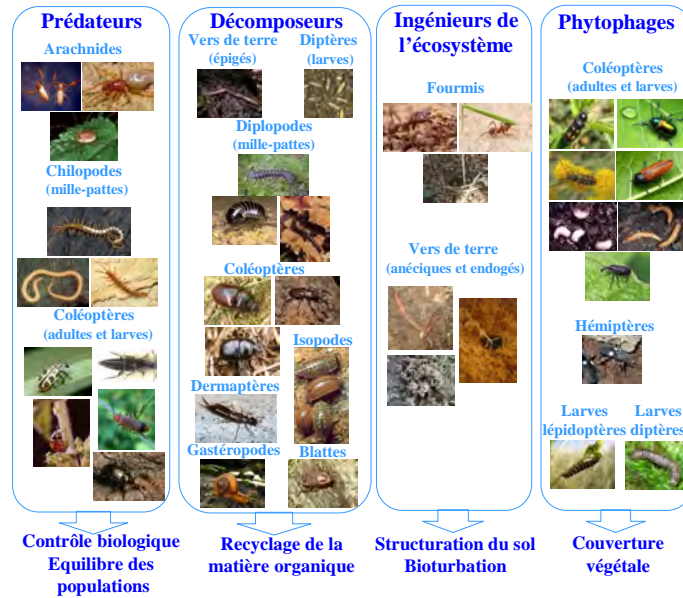 Prédateurs
Arachnides
Chilopodes
(mille-pattes)
Coléoptères
(adultes et larves)
Contrôle biologique
Equilibre des
populations
Décomposeurs
Vers de terre
(épigés)
Diptères
(larves)
Diplopodes
(mille-pattes)
Coléoptères
Isopodes
Dermaptères
Gastéropodes
Blattes
Recyclage de la
matière organique
Ingénieurs de
l'écosystème
Fourmis
Vers de terre
(anéciques et endogés)
Structuration du sol
Bioturbation
Phytophages
Coléoptères
(adultes et larves)
Hémiptères
Larves
lépidoptères
Larves
diptères
Couverture
végétale